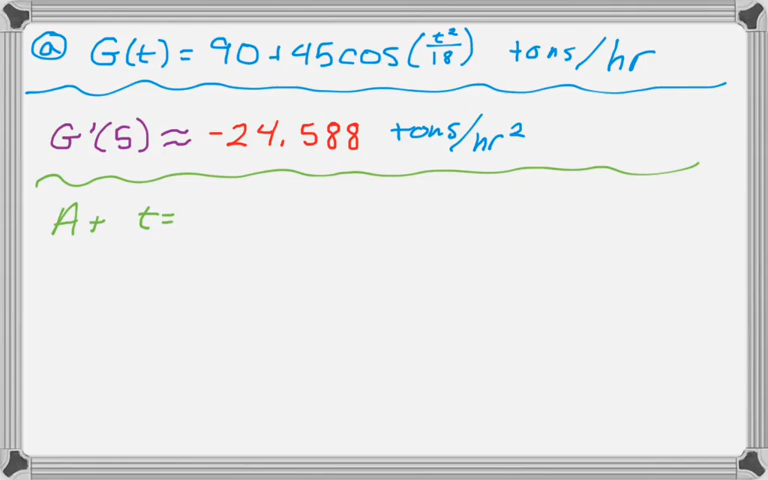 ⓐ G(t) = 90 + 45cos(t²/18) tons/hr
G'(5) ≈ -24.588 tons/hr²
At t=